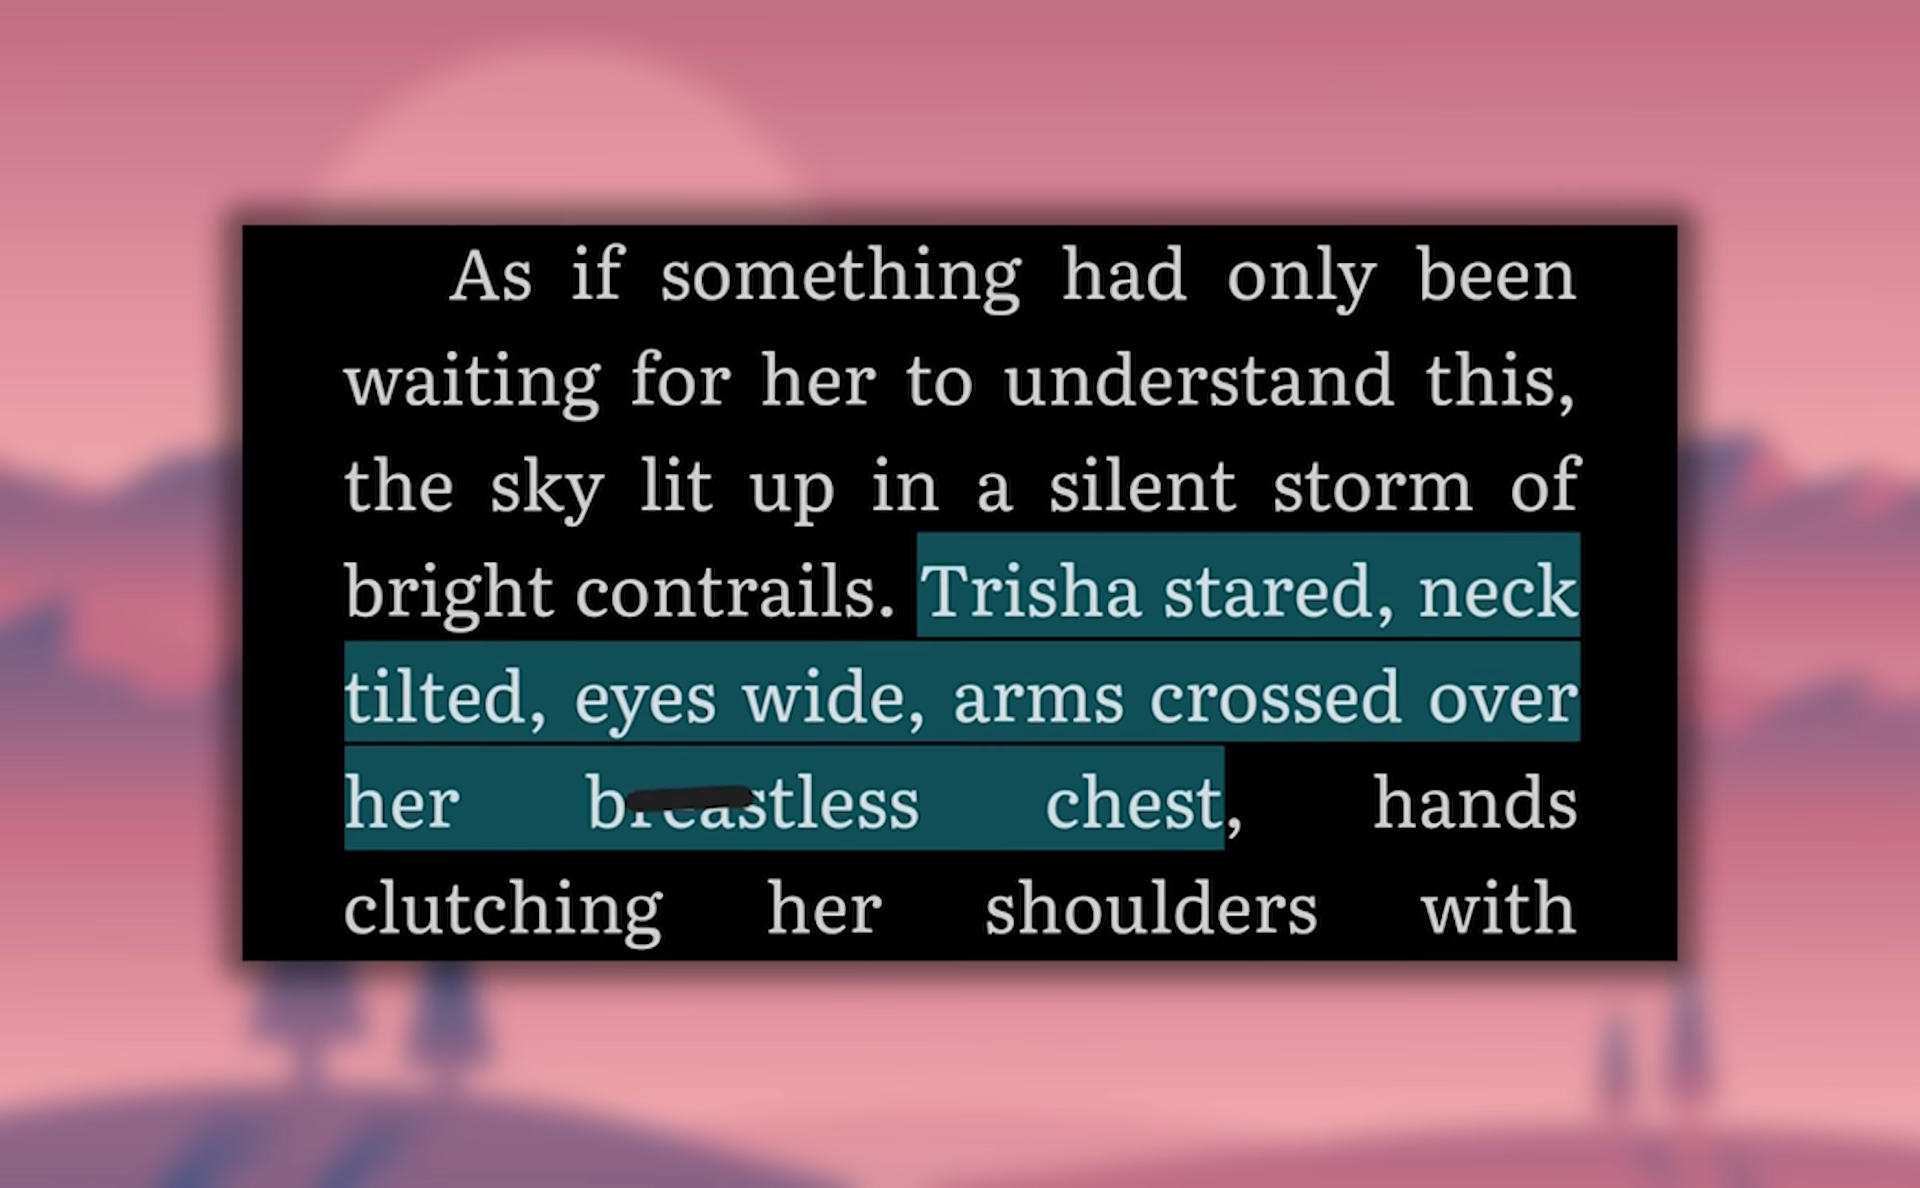 As if something had only been
waiting for her to understand this,
the sky lit up in a silent storm of
bright contrails. Trisha stared, neck
tilted, eyes wide, arms crossed over
her breastless chest, hands
clutching her shoulders with